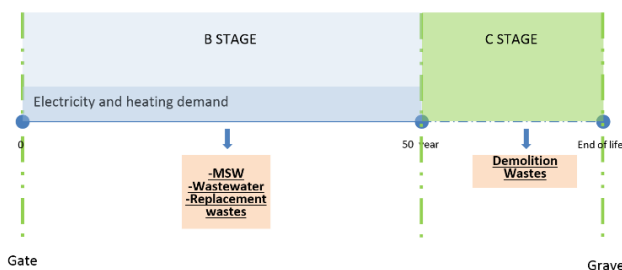 B STAGE
C STAGE
Electricity and heating demand
0
50 year
End of life
-MSW
-Wastewater
-Replacement
wastes
Demolition
Wastes
Gate
Grave